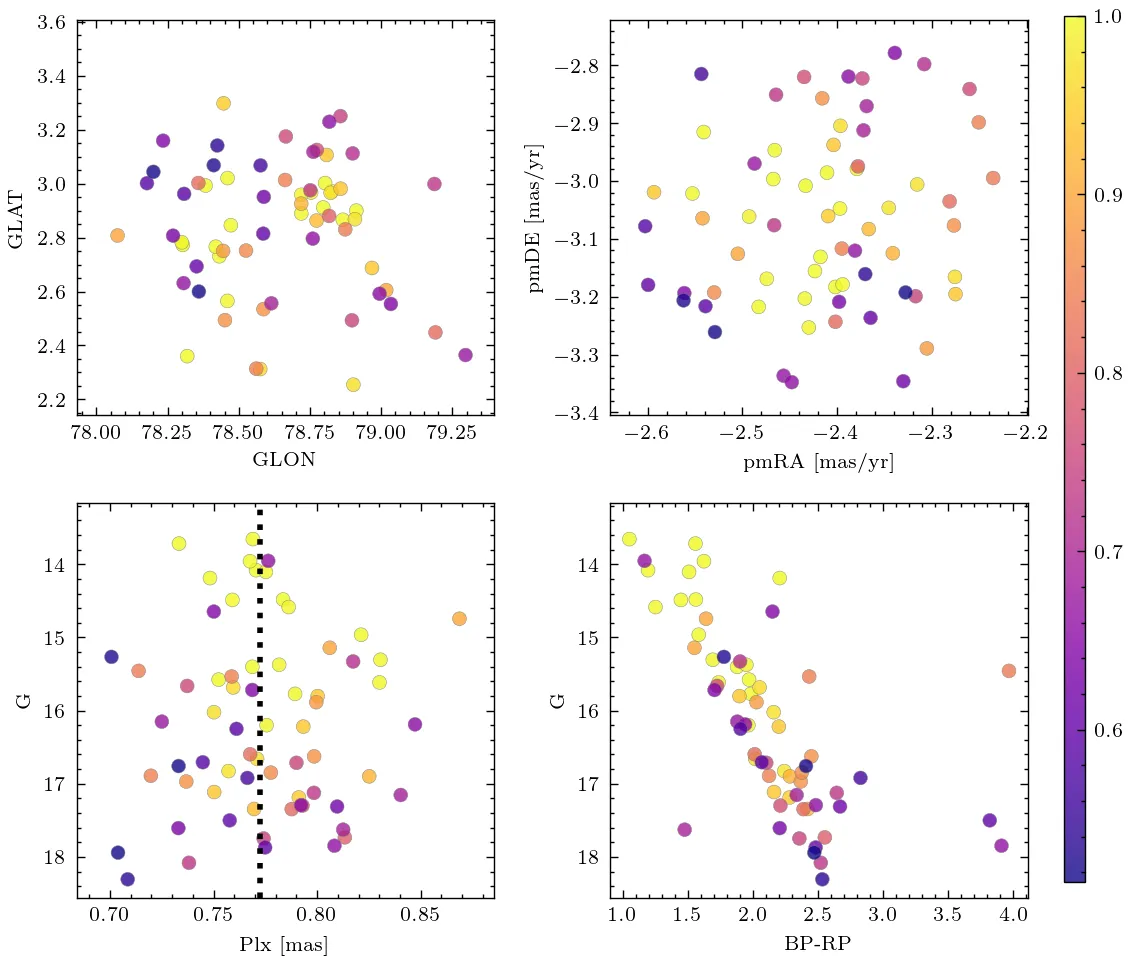 3.6
3.4
3.2
3.0
2.8
2.6
2.4
2.2
GLAT
78.00 78.25 78.50 78.75 79.00 79.25
GLON
−2.8
−2.9
−3.0
−3.1
−3.2
−3.3
−3.4
pmDE [mas/yr]
−2.6 −2.5 −2.4 −2.3 −2.2
pmRA [mas/yr]
14
15
16
17
18
G
0.70 0.75 0.80 0.85
Plx [mas]
14
15
16
17
18
G
1.0 1.5 2.0 2.5 3.0 3.5 4.0
BP-RP
1.0
0.9
0.8
0.7
0.6